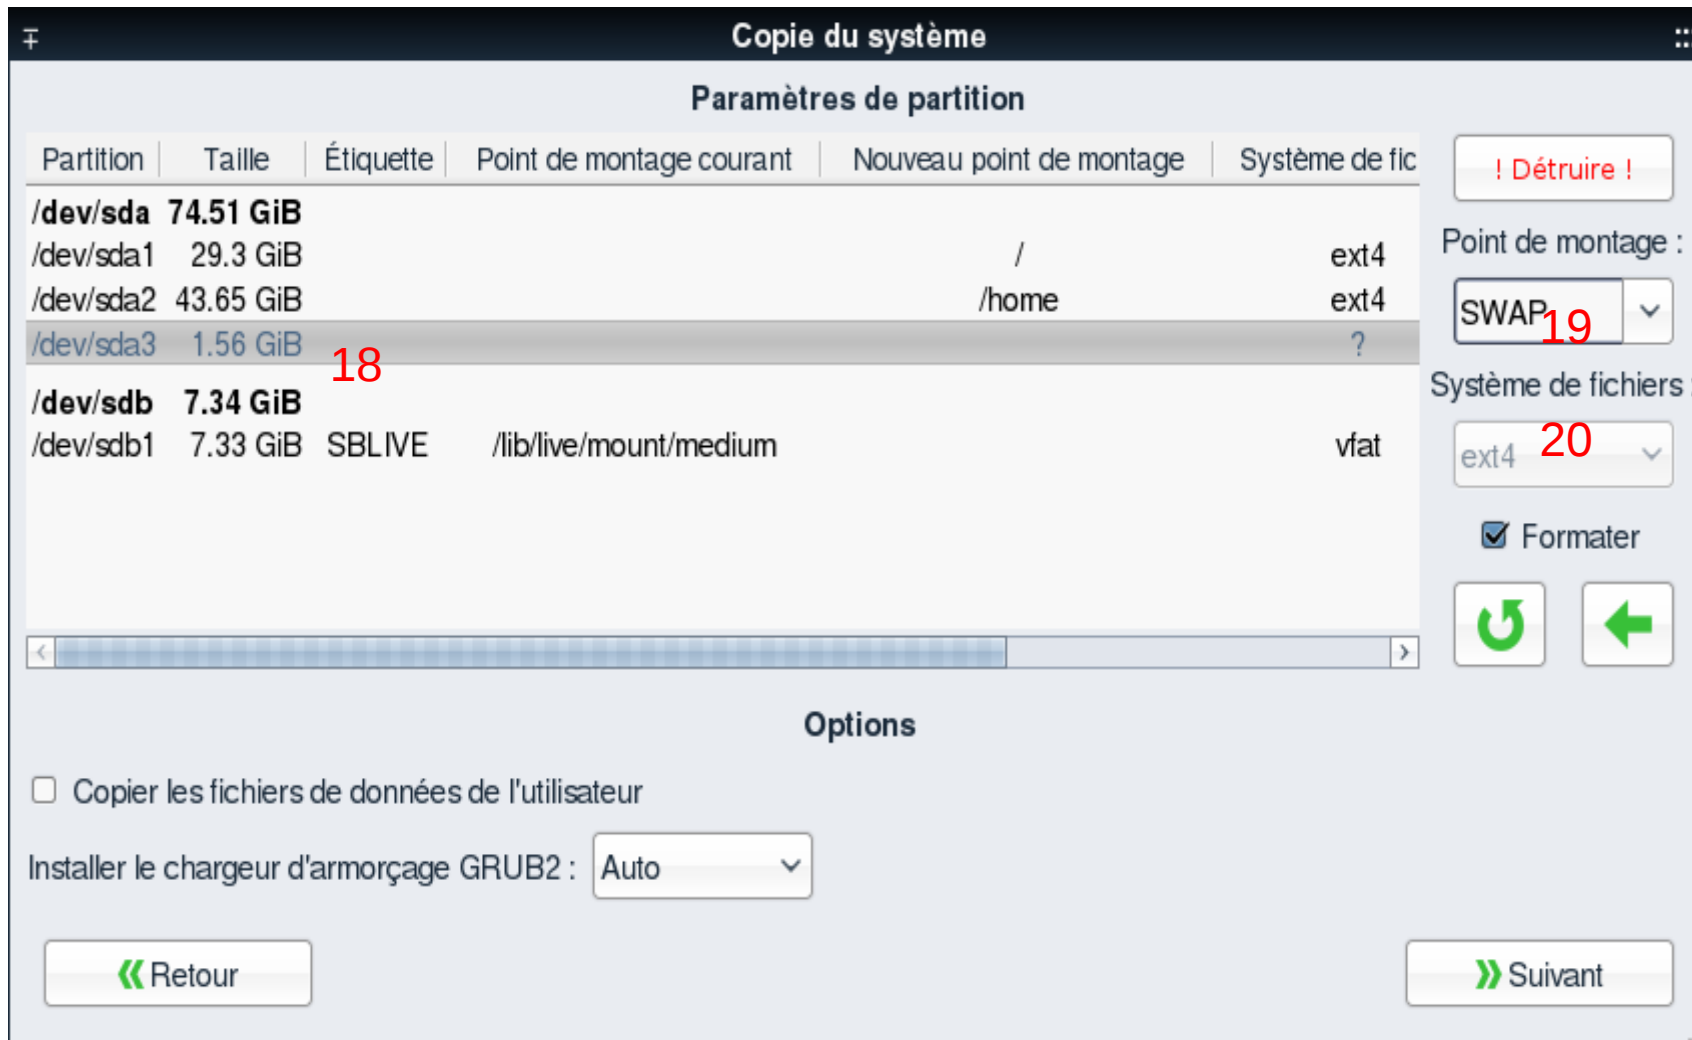 Copie du système
Paramètres de partition
Partition Taille Étiquette Point de montage courant Nouveau point de montage Système de fic
! Détruire !
/dev/sda 74.51 GiB
/dev/sda1 29.3 GiB / ext4
Point de montage :
/dev/sda2 43.65 GiB /home ext4
SWAP 19
/dev/sda3 1.56 GiB ?
18
Système de fichiers :
/dev/sdb 7.34 GiB
/dev/sdb1 7.33 GiB SBLIVE /lib/live/mount/medium vfat
ext4 20
Formater
Options
Copier les fichiers de données de l'utilisateur
Installer le chargeur d'armorçage GRUB2 : Auto
Retour
Suivant